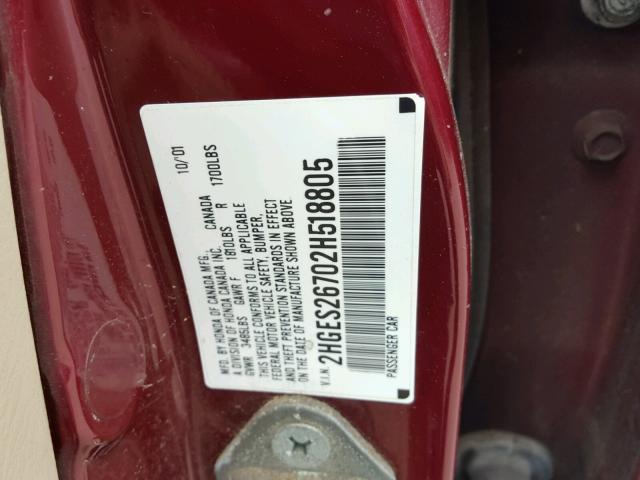 MFG. BY HONDA OF CANADA MFG. 10/01
A DIVISION OF HONDA CANADA INC. CANADA
GVWR 3465LBS GAWR F 1810LBS R 1700LBS
THIS VEHICLE CONFORMS TO ALL APPLICABLE
FEDERAL MOTOR VEHICLE SAFETY, BUMPER,
AND THEFT PREVENTION STANDARDS IN EFFECT
ON THE DATE OF MANUFACTURE SHOWN ABOVE
V.I.N. 2HGES26702H518805
PASSENGER CAR